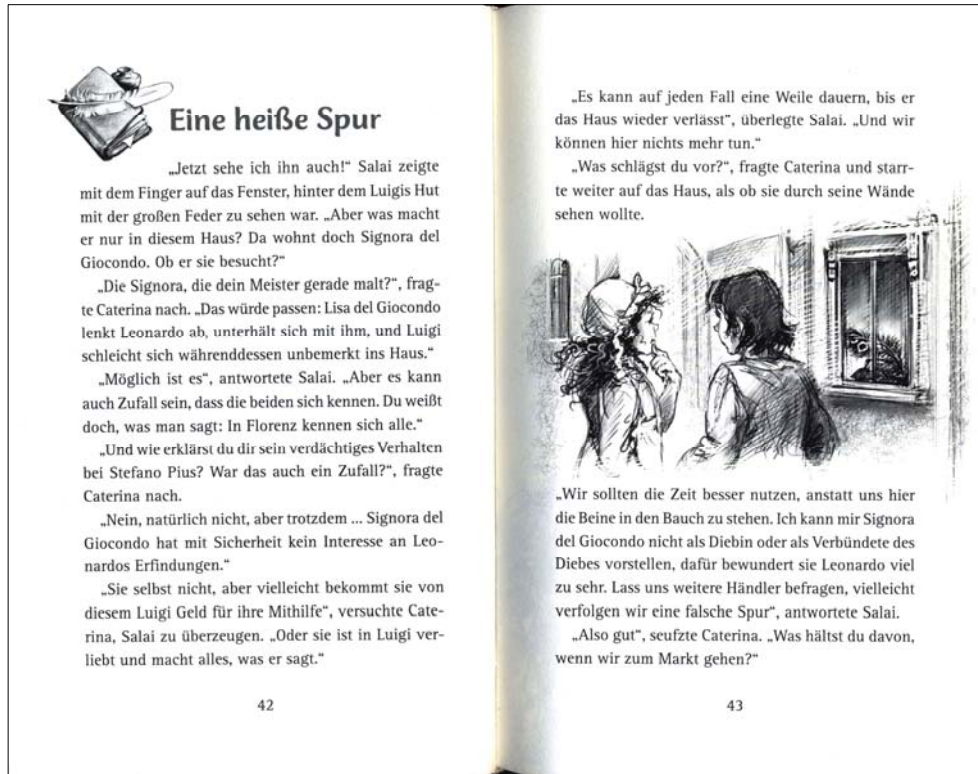 Eine heiße Spur
„Jetzt sehe ich ihn auch!“ Salai zeigte
mit dem Finger auf das Fenster, hinter dem Luigis Hut
mit der großen Feder zu sehen war. „Aber was macht
er nur in diesem Haus? Da wohnt doch Signora del
Giocondo. Ob er sie besucht?“
„Die Signora, die dein Meister gerade malt?“, frag-
te Caterina nach. „Das würde passen: Lisa del Giocondo
lenkt Leonardo ab, unterhält sich mit ihm, und Luigi
schleicht sich währenddessen unbemerkt ins Haus.“
„Möglich ist es“, antwortete Salai. „Aber es kann
auch Zufall sein, dass die beiden sich kennen. Du weißt
doch, was man sagt: In Florenz kennen sich alle.“
„Und wie erklärst du dir sein verdächtiges Verhalten
bei Stefano Pius? War das auch ein Zufall?“, fragte
Caterina nach.
„Nein, natürlich nicht, aber trotzdem ... Signora del
Giocondo hat mit Sicherheit kein Interesse an Leo-
nardos Erfindungen.“
„Sie selbst nicht, aber vielleicht bekommt sie von
diesem Luigi Geld für ihre Mithilfe“, versuchte Cate-
rina, Salai zu überzeugen. „Oder sie ist in Luigi ver-
liebt und macht alles, was er sagt.“
42
„Es kann auf jeden Fall eine Weile dauern, bis er
das Haus wieder verlässt“, überlegte Salai. „Und wir
können hier nichts mehr tun.“
„Was schlägst du vor?“, fragte Caterina und starr-
te weiter auf das Haus, als ob sie durch seine Wände
sehen wollte.
„Wir sollten die Zeit besser nutzen, anstatt uns hier
die Beine in den Bauch zu stehen. Ich kann mir Signora
del Giocondo nicht als Diebin oder als Verbündete des
Diebes vorstellen, dafür bewundert sie Leonardo viel
zu sehr. Lass uns weitere Händler befragen, vielleicht
verfolgen wir eine falsche Spur“, antwortete Salai.
„Also gut“, seufzte Caterina. „Was hältst du davon,
wenn wir zum Markt gehen?“
43